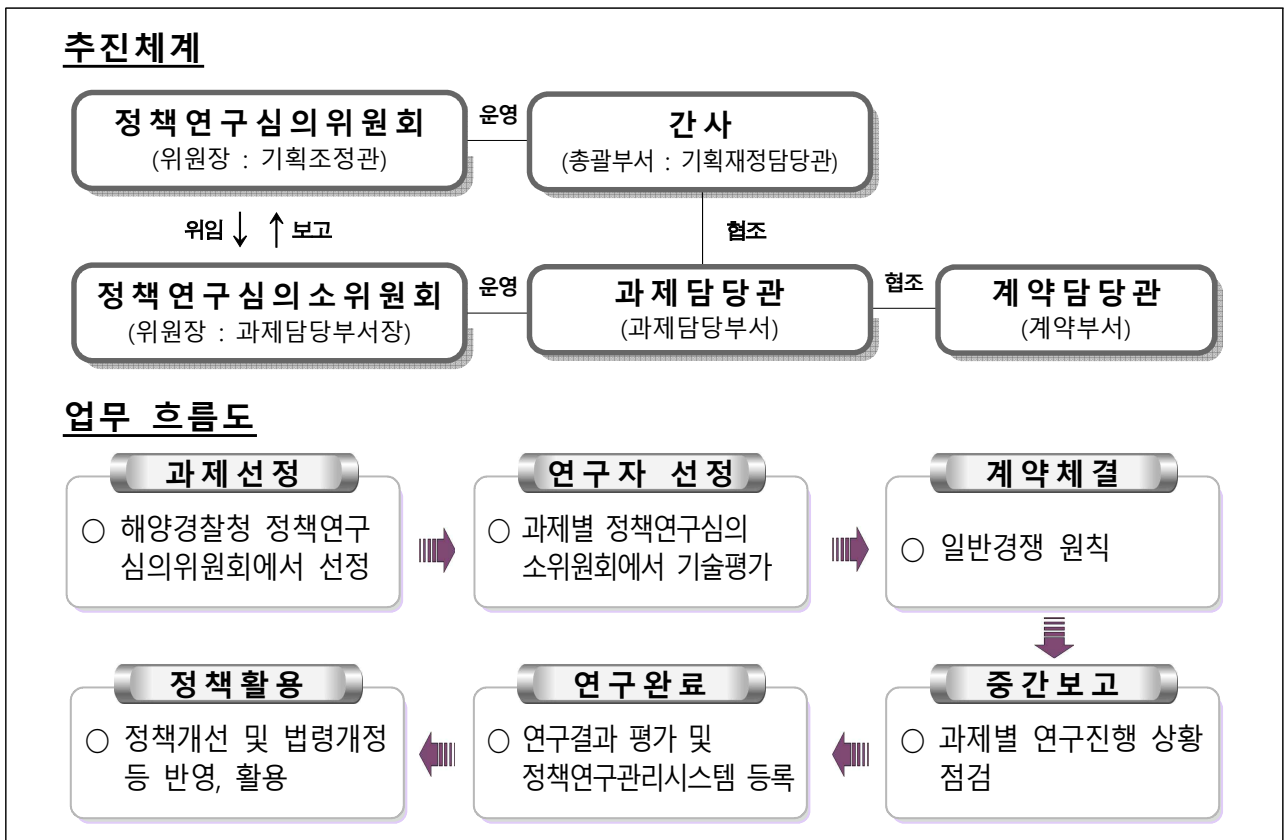 추진체계
정책연구심의위원회
(위원장 : 기획조정관)
운영
간사
(총괄부서 : 기획재정담당관)
위임
보고
협조
정책연구심의소위원회
(위원장 : 과제담당부서장)
운영
과제담당관
(과제담당부서)
협조
계약담당관
(계약부서)
업무 흐름도
과제선정
○ 해양경찰청 정책연구
심의위원회에서 선정
연구자 선정
○ 과제별 정책연구심의
소위원회에서 기술평가
계약체결
○ 일반경쟁 원칙
정책활용
○ 정책개선 및 법령개정
등 반영, 활용
연구완료
○ 연구결과 평가 및
정책연구관리시스템 등록
중간보고
○ 과제별 연구진행 상황
점검